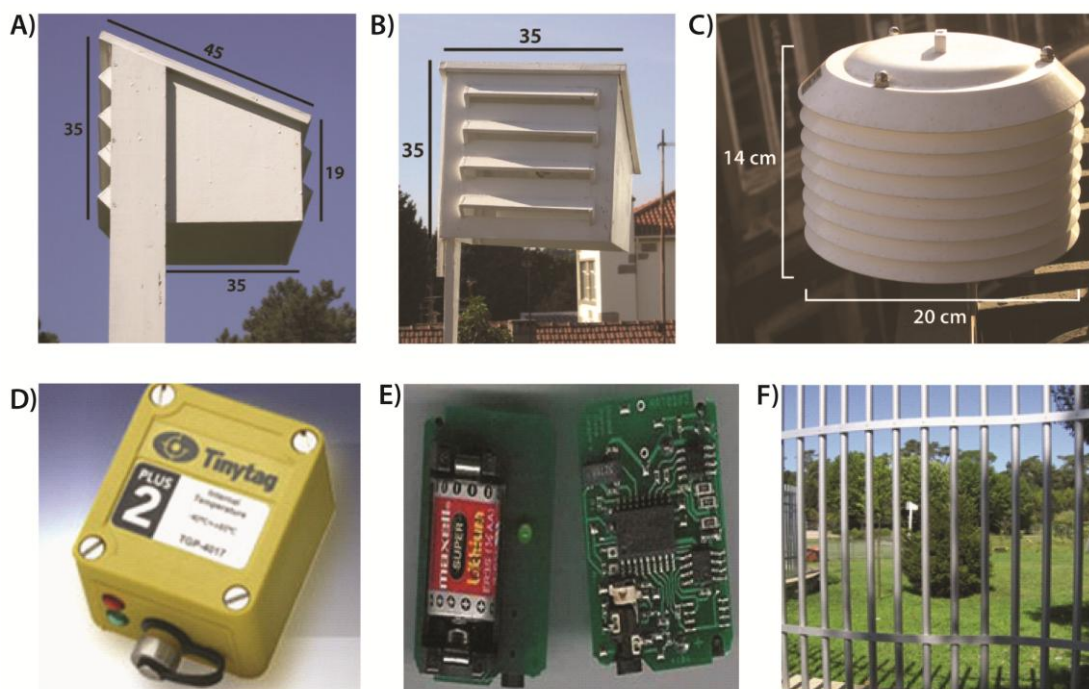 A)
45
35
19
35
B)
35
35
C)
14 cm
20 cm
D)
Tinytag
PLUS
2
Internal
Temperature
TGP-4017
E)
maxell
SUPER
Lithium
F)